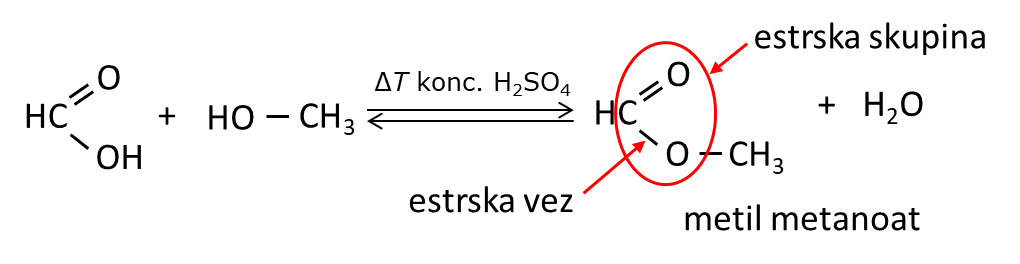 estrska skupina
HC =O OH + HO – CH₃ ΔT konc. H₂SO₄ HC =O O – CH₃ + H₂O
estrska vez
metil metanoat